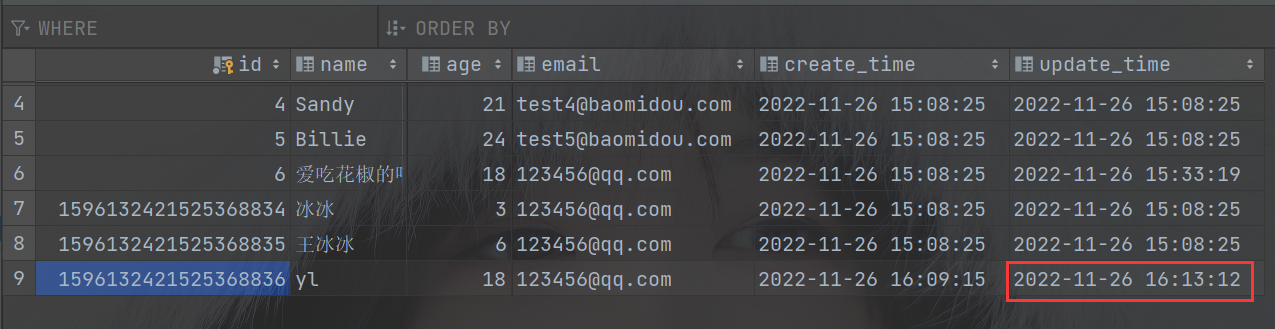 WHERE ORDER BY
id name age email create_time update_time
4 4 Sandy 21 test4@baomidou.com 2022-11-26 15:08:25 2022-11-26 15:08:25
5 5 Billie 24 test5@baomidou.com 2022-11-26 15:08:25 2022-11-26 15:08:25
6 6 爱吃花椒的 18 123456@qq.com 2022-11-26 15:08:25 2022-11-26 15:33:19
7 1596132421525368834 冰冰 3 123456@qq.com 2022-11-26 15:08:25 2022-11-26 15:08:25
8 1596132421525368835 王冰冰 6 123456@qq.com 2022-11-26 15:08:25 2022-11-26 15:08:25
9 1596132421525368836 yl 18 123456@qq.com 2022-11-26 16:09:15 2022-11-26 16:13:12